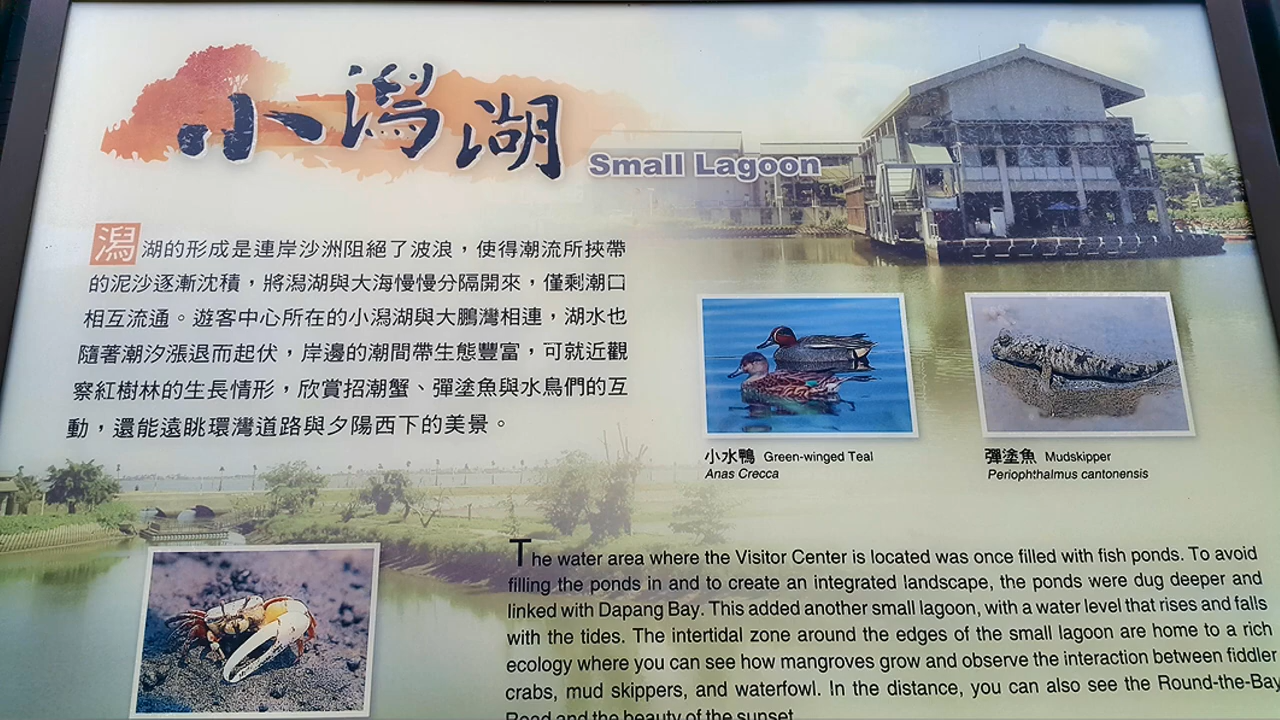 小潟湖
Small Lagoon
潟湖的形成是連岸沙洲阻絕了波浪，使得潮流所挾帶
的泥沙逐漸沈積，將潟湖與大海慢慢分隔開來，僅剩潮口
相互流通。遊客中心所在的小潟湖與大鵬灣相連，湖水也
隨著潮汐漲退而起伏，岸邊的潮間帶生態豐富，可就近觀
察紅樹林的生長情形，欣賞招潮蟹、彈塗魚與水鳥們的互
動，還能遠眺環灣道路與夕陽西下的美景。
小水鴨 Green-winged Teal
Anas Crecca
彈塗魚 Mudskipper
Periophthalmus cantonensis
The water area where the Visitor Center is located was once filled with fish ponds. To avoid
filling the ponds in and to create an integrated landscape, the ponds were dug deeper and
linked with Dapang Bay. This added another small lagoon, with a water level that rises and falls
with the tides. The intertidal zone around the edges of the small lagoon are home to a rich
ecology where you can see how mangroves grow and observe the interaction between fiddler
crabs, mud skippers, and waterfowl. In the distance, you can also see the Round-the-Bay
Road and the beauty of the sunset